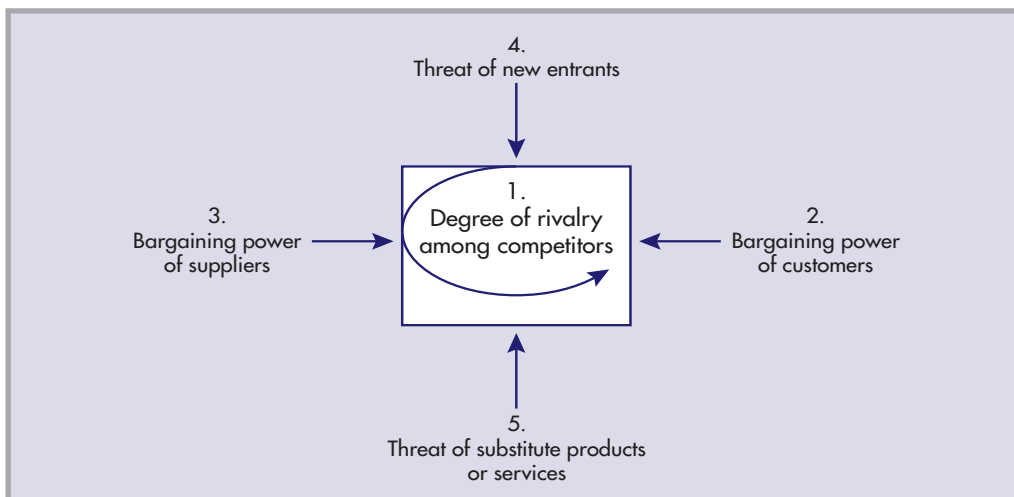 4.
Threat of new entrants
1.
Degree of rivalry
among competitors
3.
Bargaining power
of suppliers
2.
Bargaining power
of customers
5.
Threat of substitute products
or services